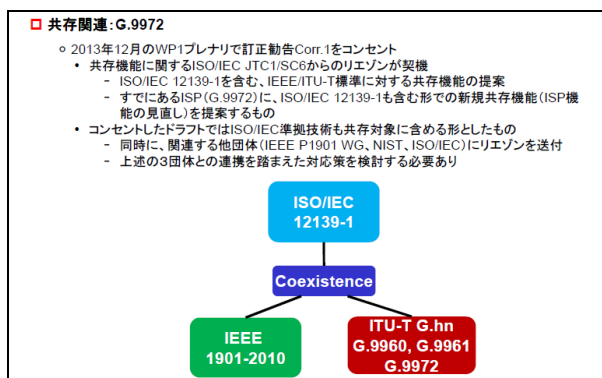 共存関連:G.9972
2013年12月のWP1プレナリで訂正勧告Corr.1をコンセント
• 共存機能に関するISO/IEC JTC1/SC6からのリエゾンが契機
− ISO/IEC 12139-1を含む、IEEE/ITU-T標準に対する共存機能の提案
− すでにあるISP(G.9972)に、ISO/IEC 12139-1も含む形での新規共存機能(ISP機
能の見直し)を提案するもの
• コンセントしたドラフトではISO/IEC準拠技術も共存対象に含める形としたもの
− 同時に、関連する他団体(IEEE P1901 WG、NIST、ISO/IEC)にリエゾンを送付
− 上述の3団体との連携を踏まえた対応策を検討する必要あり
ISO/IEC
12139-1
Coexistence
IEEE
1901-2010
ITU-T G.hn
G.9960, G.9961
G.9972